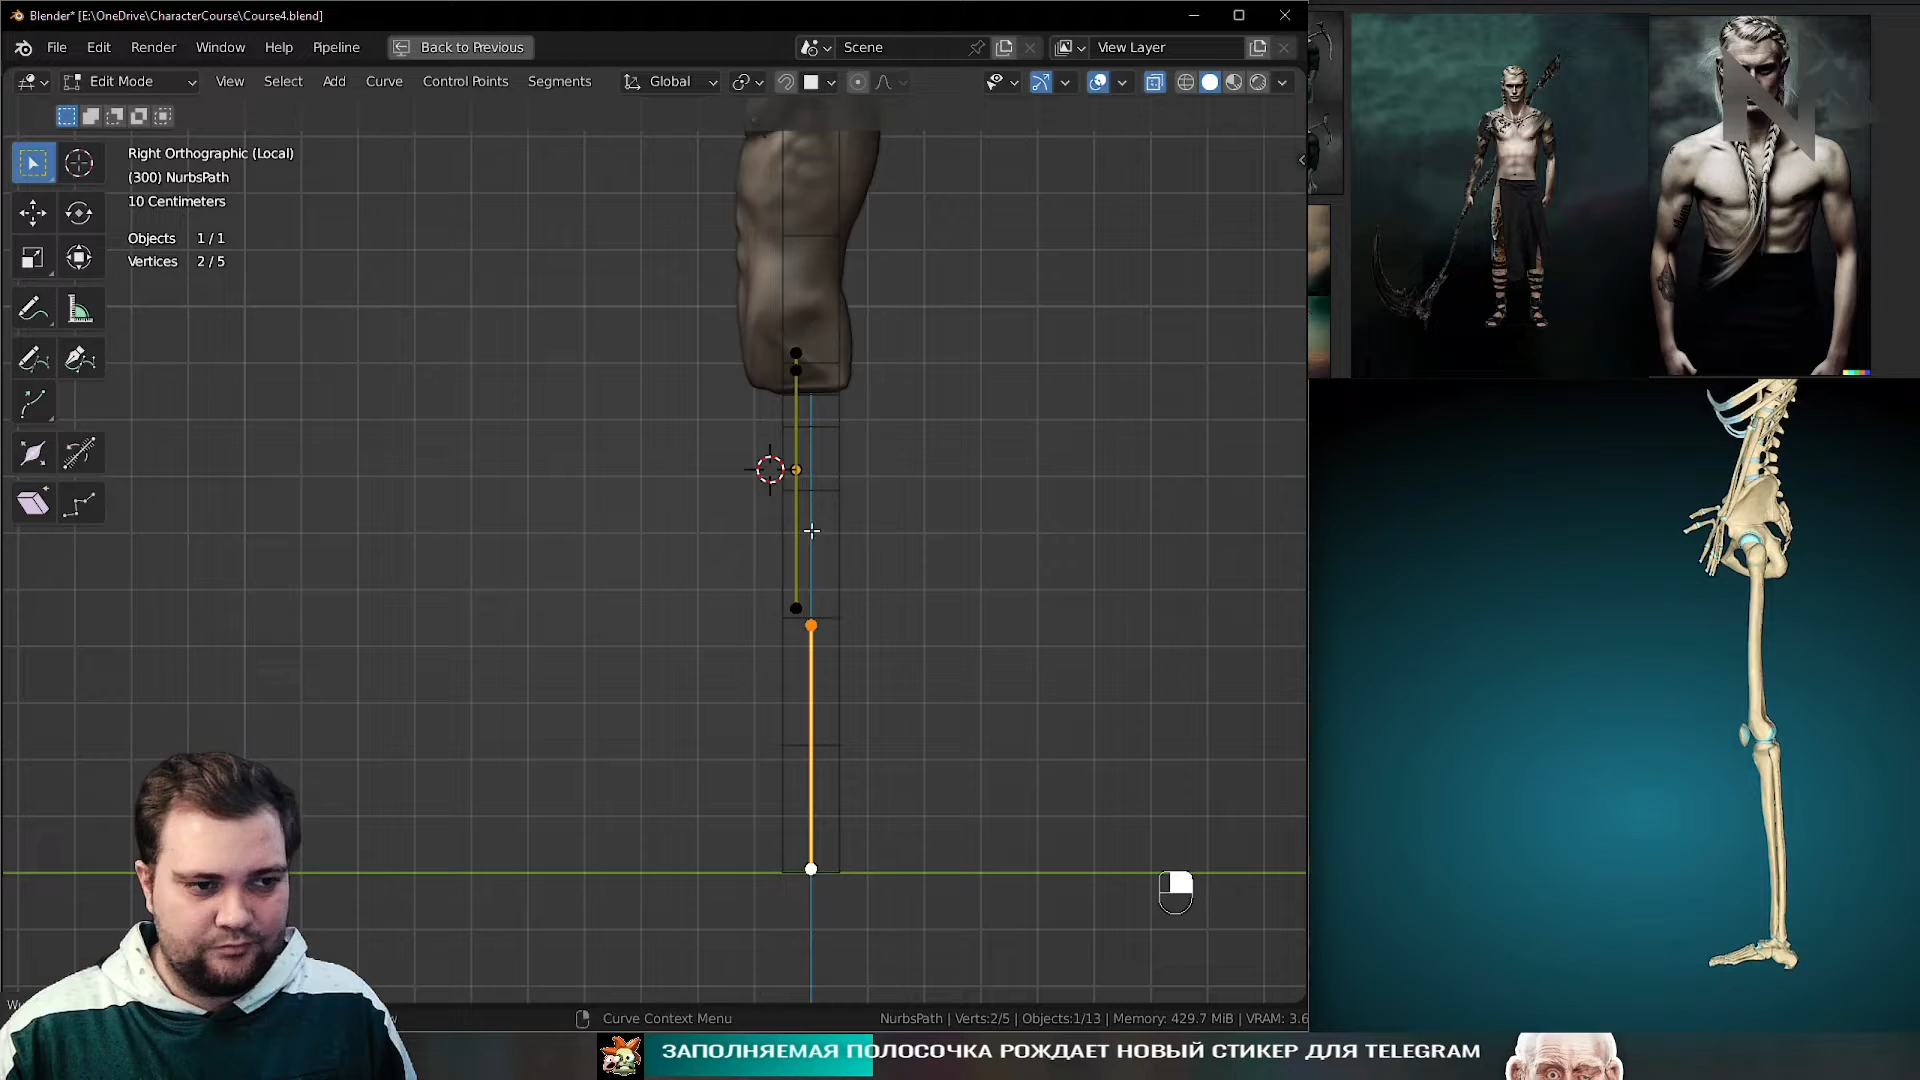 Blender* [E:\OneDrive\CharacterCourse\Course4.blend]
File Edit Render Window Help Pipeline Back to Previous Scene View Layer
Edit Mode View Select Add Curve Control Points Segments Global
Right Orthographic (Local)
(300) NurbsPath
10 Centimeters
Objects 1 / 1
Vertices 2 / 5
Curve Context Menu
NurbsPath | Verts:2/5 | Objects:1/13 | Memory: 429.7 MiB | VRAM: 3.6
ЗАПОЛНЯЕМАЯ ПОЛОСОЧКА РОЖДАЕТ НОВЫЙ СТИКЕР ДЛЯ TELEGRAM